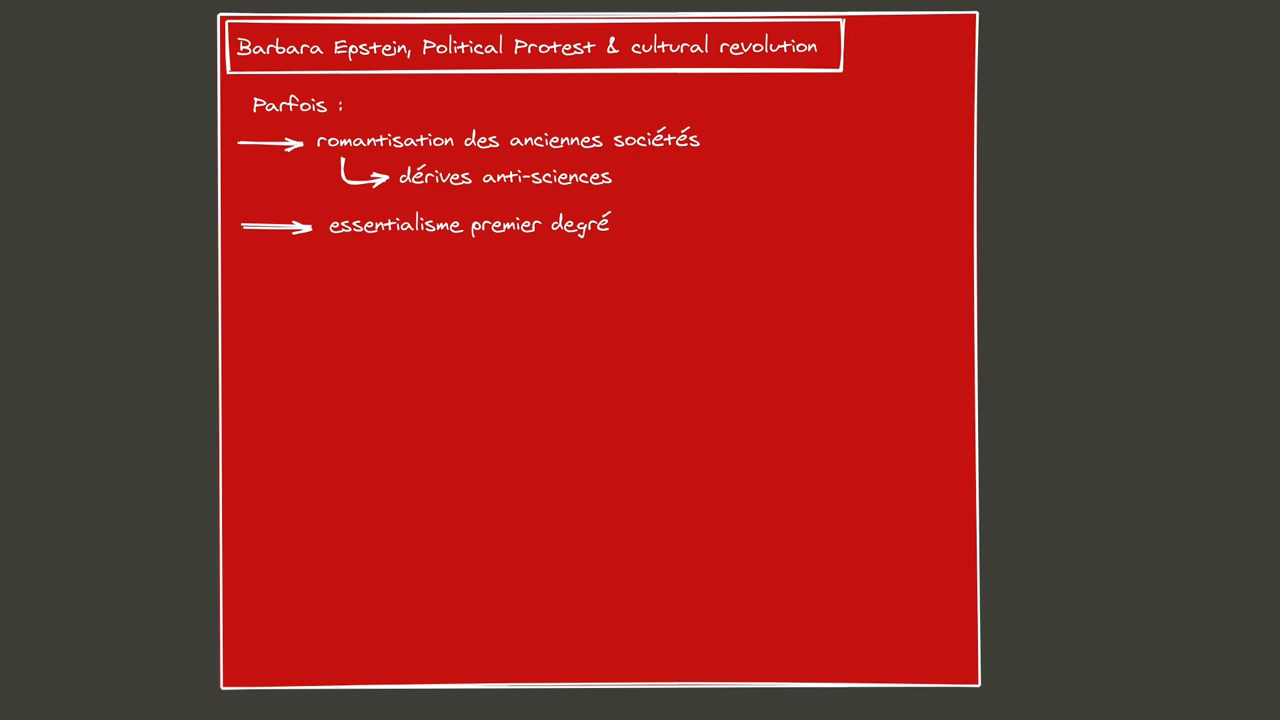 Barbara Epstein, Political Protest & cultural revolution
Parfois :
romantisation des anciennes sociétés
dérives anti-sciences
essentialisme premier degré